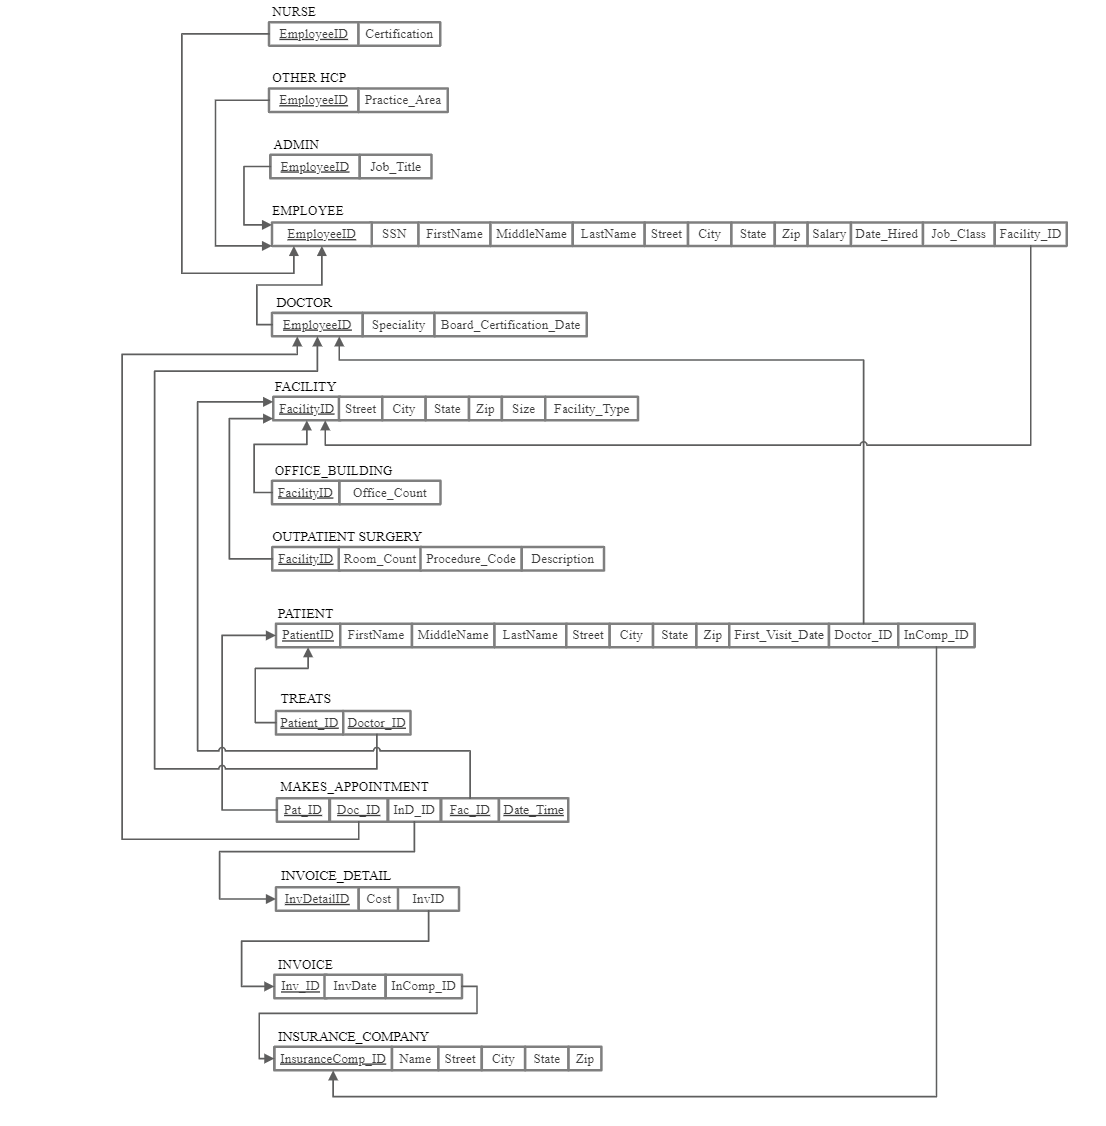 NURSE
EmployeeID Certification
OTHER HCP
EmployeeID Practice_Area
ADMIN
EmployeeID Job_Title
EMPLOYEE
EmployeeID SSN FirstName MiddleName LastName Street City State Zip Salary Date_Hired Job_Class Facility_ID
DOCTOR
EmployeeID Speciality Board_Certification_Date
FACILITY
FacilityID Street City State Zip Size Facility_Type
OFFICE_BUILDING
FacilityID Office_Count
OUTPATIENT SURGERY
FacilityID Room_Count Procedure_Code Description
PATIENT
PatientID FirstName MiddleName LastName Street City State Zip First_Visit_Date Doctor_ID InComp_ID
TREATS
Patient_ID Doctor_ID
MAKES_APPOINTMENT
Pat_ID Doc_ID InD_ID Fac_ID Date_Time
INVOICE_DETAIL
InvDetailID Cost InvID
INVOICE
Inv_ID InvDate InComp_ID
INSURANCE_COMPANY
InsuranceComp_ID Name Street City State Zip